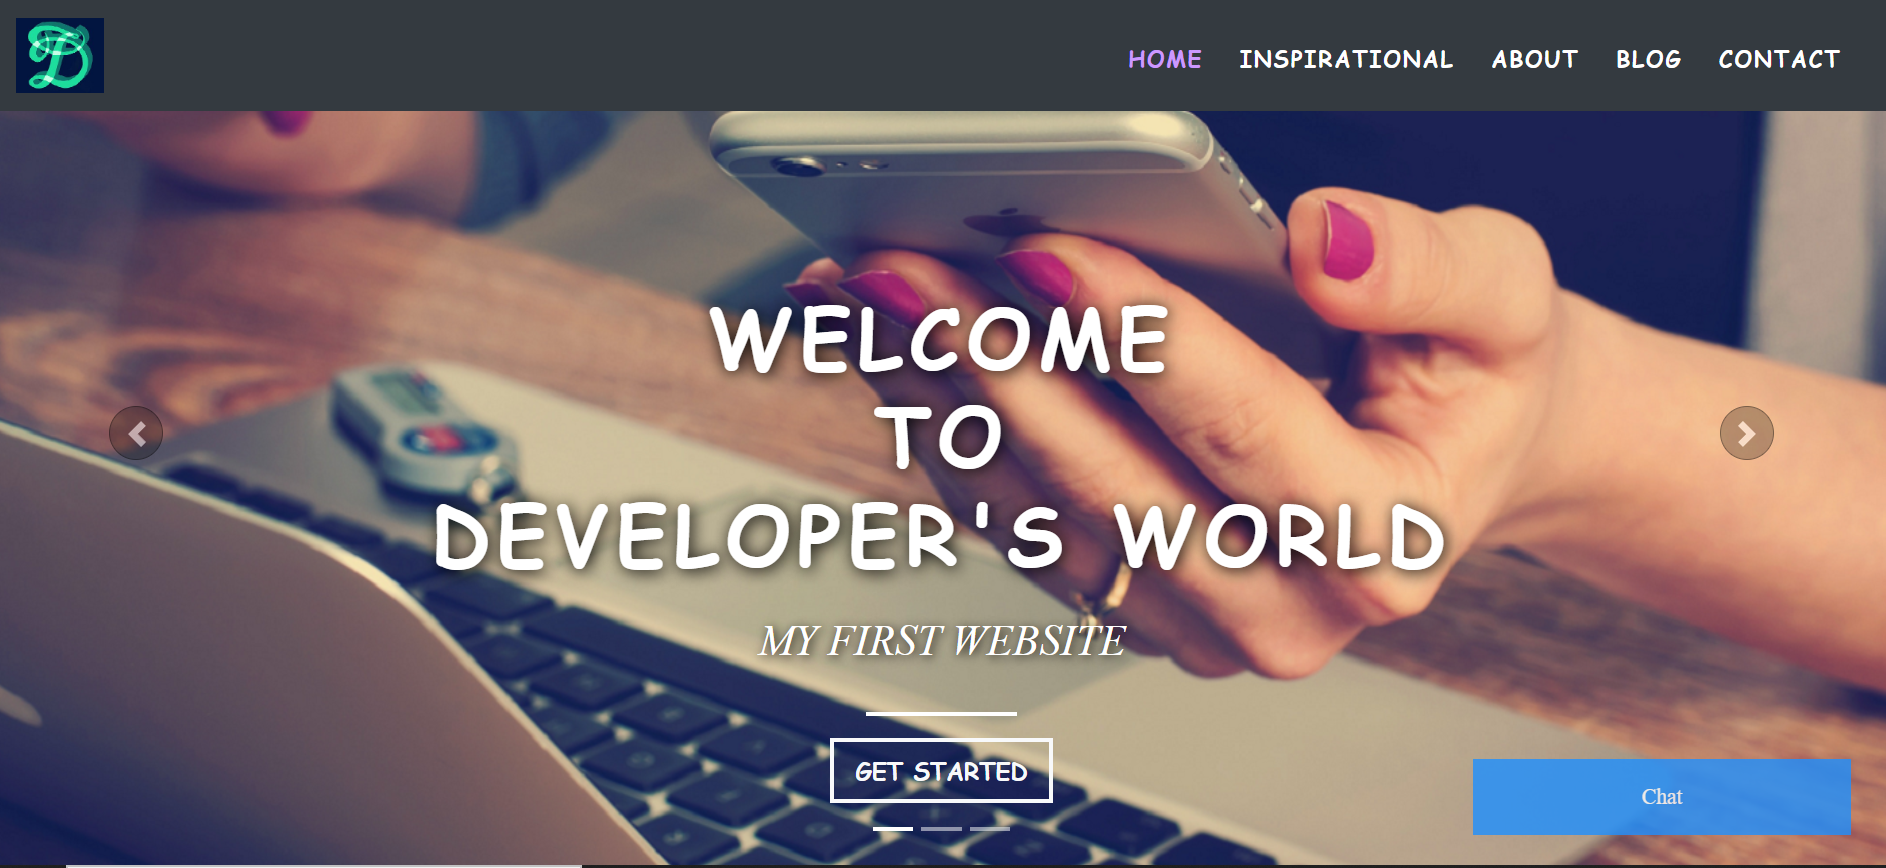 D
HOME INSPIRATIONAL ABOUT BLOG CONTACT
WELCOME
TO
DEVELOPER'S WORLD
MY FIRST WEBSITE
GET STARTED
Chat